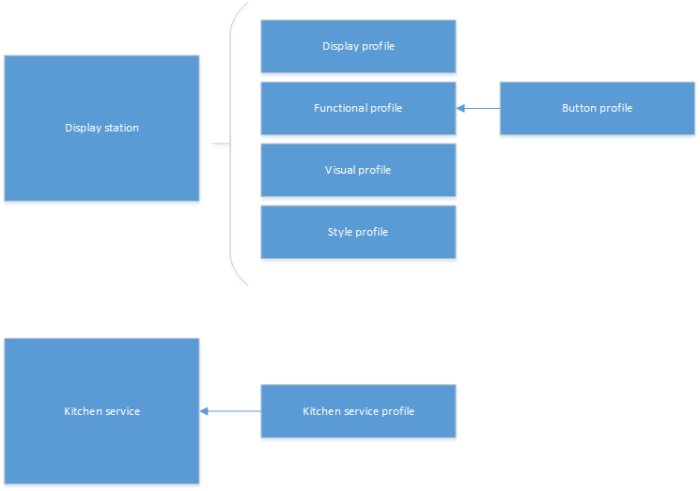 Display profile
Display station
Functional profile
Button profile
Visual profile
Style profile
Kitchen service
Kitchen service profile